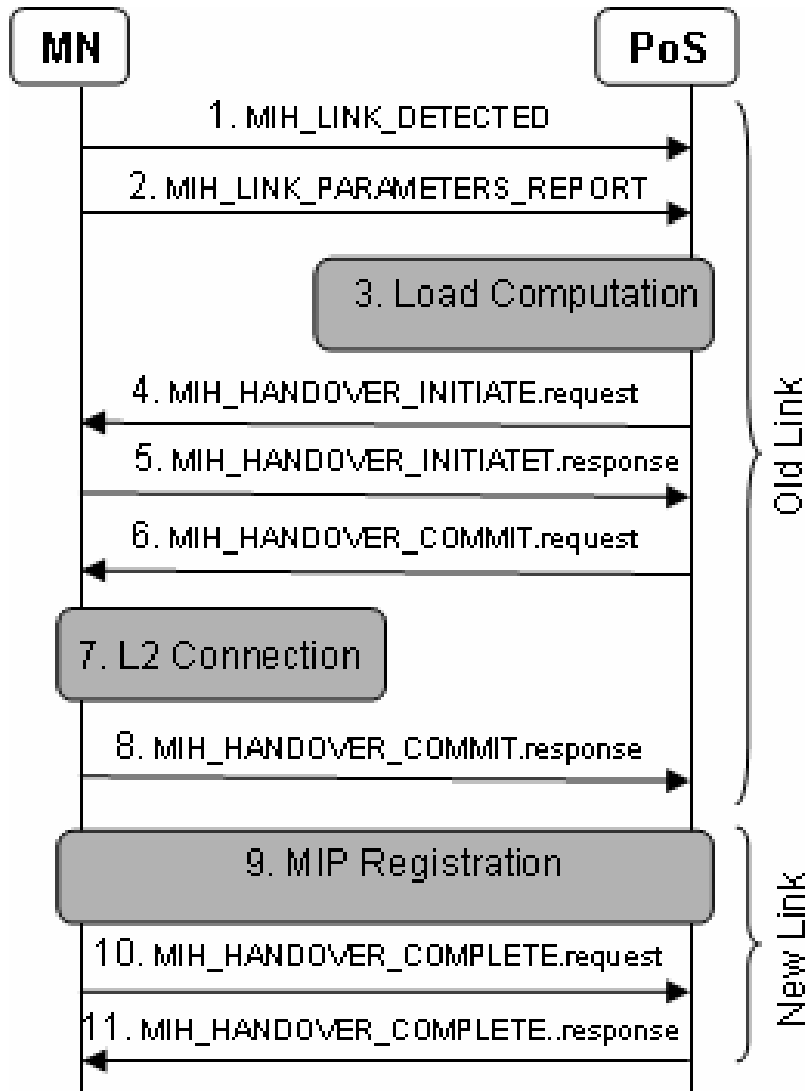 MN
PoS
1. MIH_LINK_DETECTED
2. MIH_LINK_PARAMETERS_REPORT
3. Load Computation
4. MIH_HANDOVER_INITIATE.request
5. MIH_HANDOVER_INITIATET.response
6. MIH_HANDOVER_COMMIT.request
7. L2 Connection
8. MIH_HANDOVER_COMMIT.response
Old Link
9. MIP Registration
10. MIH_HANDOVER_COMPLETE.request
11. MIH_HANDOVER_COMPLETE..response
New Link